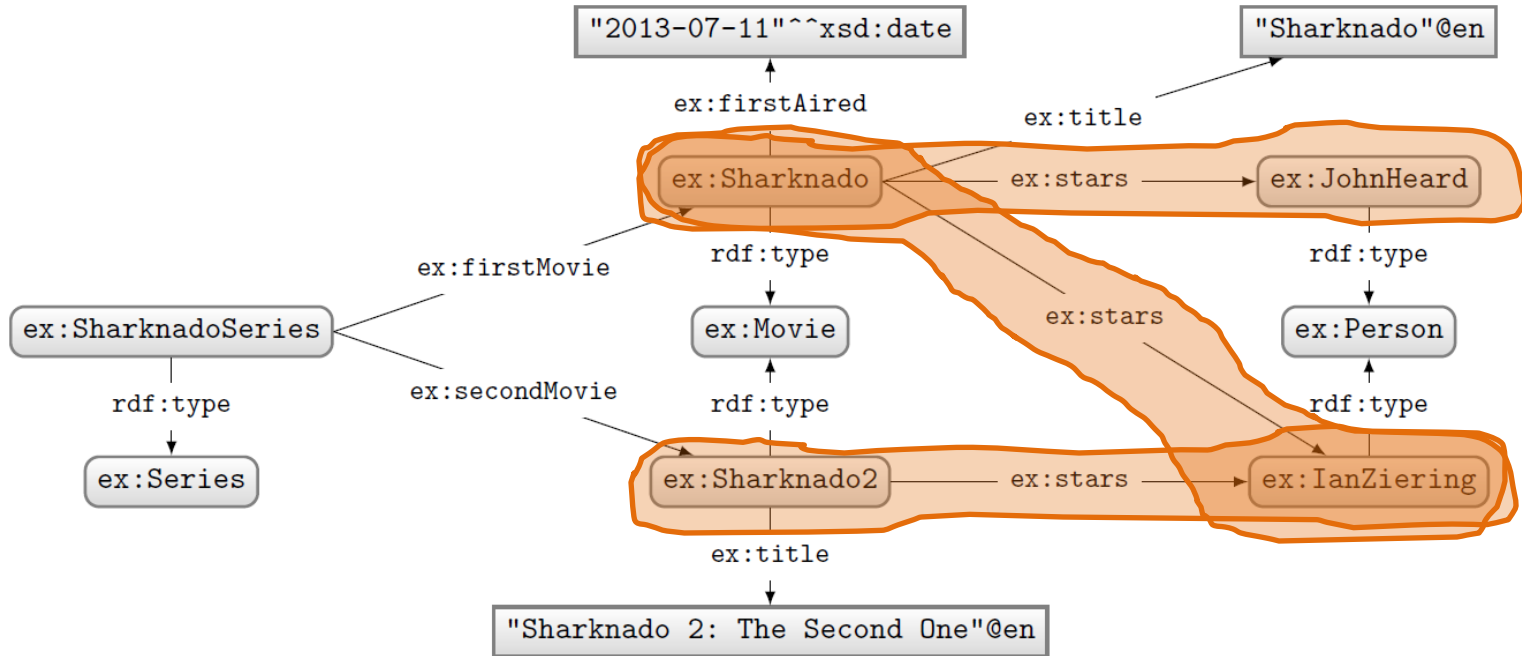 "2013-07-11"^^xsd:date
"Sharknado"@en
ex:firstAired
ex:title
ex:Sharknado
ex:stars
ex:JohnHeard
rdf:type
rdf:type
ex:firstMovie
ex:SharknadoSeries
ex:Movie
ex:stars
ex:Person
ex:secondMovie
rdf:type
rdf:type
rdf:type
ex:Series
ex:Sharknado2
ex:stars
ex:IanZiering
ex:title
"Sharknado 2: The Second One"@en